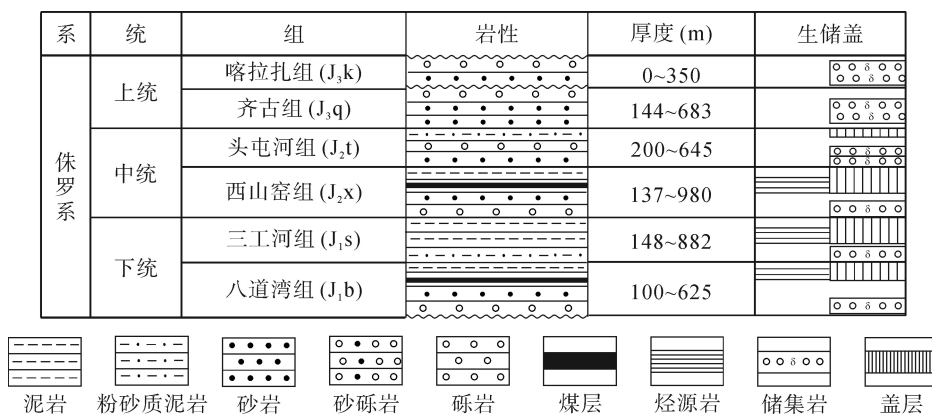 系 统 组 岩性 厚度 (m) 生储盖
侏罗系
上统
喀拉扎组 (J₃k) 0~350
齐古组 (J₃q) 144~683
中统
头屯河组 (J₂t) 200~645
西山窑组 (J₂x) 137~980
下统
三工河组 (J₁s) 148~882
八道湾组 (J₁b) 100~625
泥岩 粉砂质泥岩 砂岩 砂砾岩 砾岩 煤层 烃源岩 储集岩 盖层